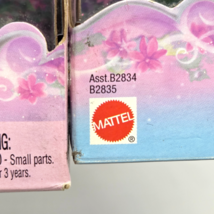 Asst.B2834
B2835
MATTEL
®
NG:
- Small parts.
r 3 years.